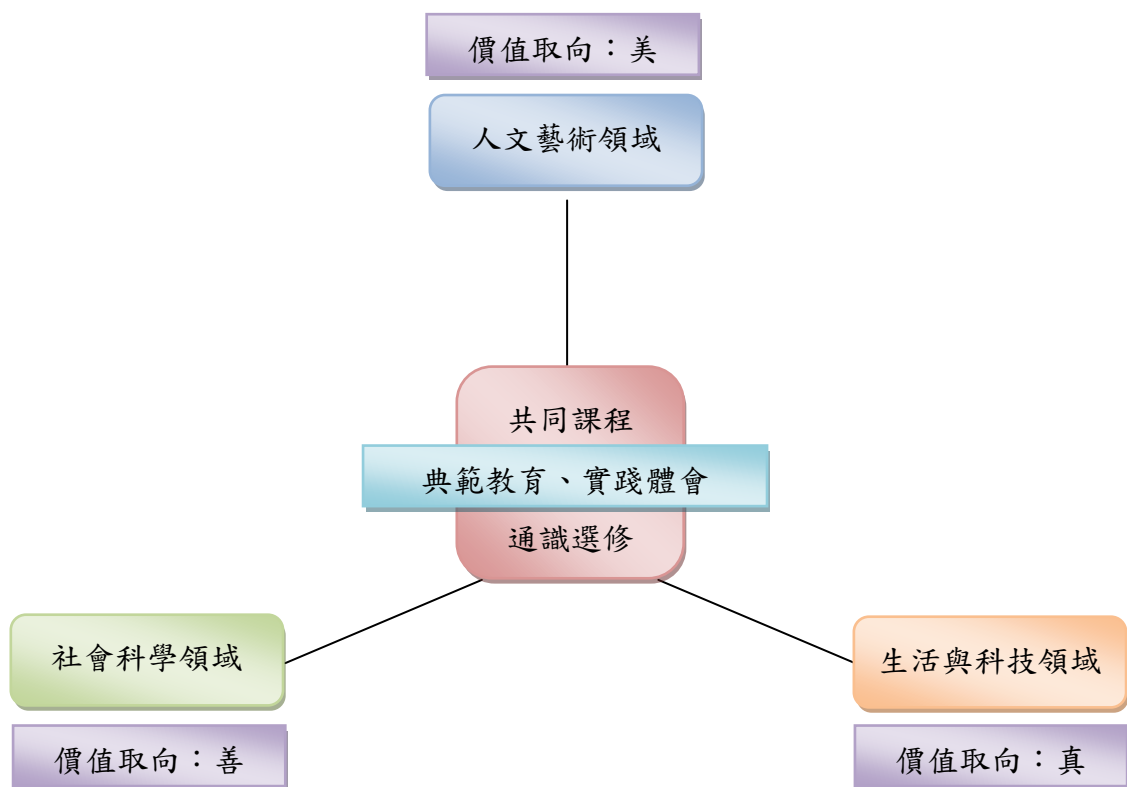 價值取向：美
人文藝術領域
共同課程
典範教育、實踐體會
通識選修
社會科學領域
價值取向：善
生活與科技領域
價值取向：真